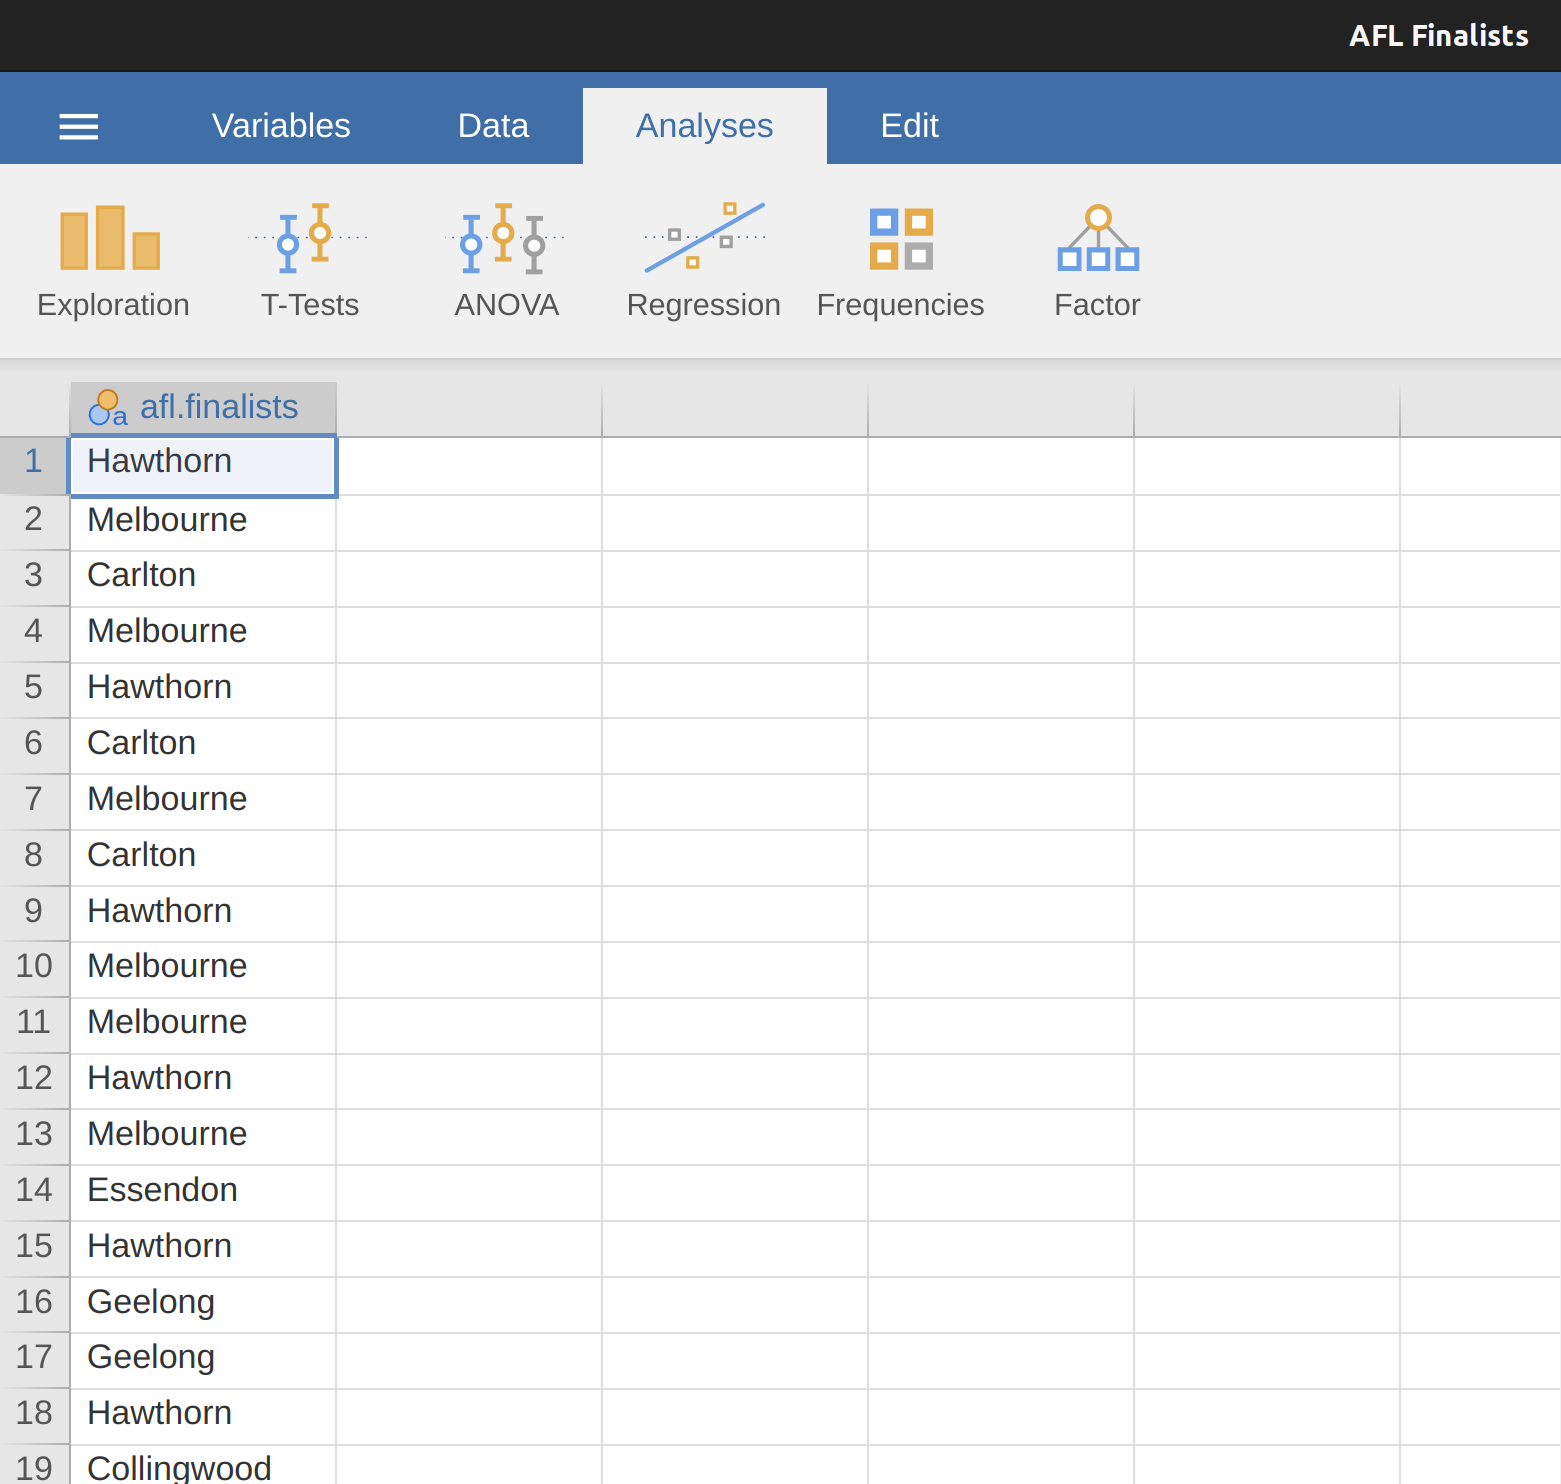 AFL Finalists
Variables Data Analyses Edit
Exploration T-Tests ANOVA Regression Frequencies Factor
a afl.finalists
1 Hawthorn
2 Melbourne
3 Carlton
4 Melbourne
5 Hawthorn
6 Carlton
7 Melbourne
8 Carlton
9 Hawthorn
10 Melbourne
11 Melbourne
12 Hawthorn
13 Melbourne
14 Essendon
15 Hawthorn
16 Geelong
17 Geelong
18 Hawthorn
19 Collingwood